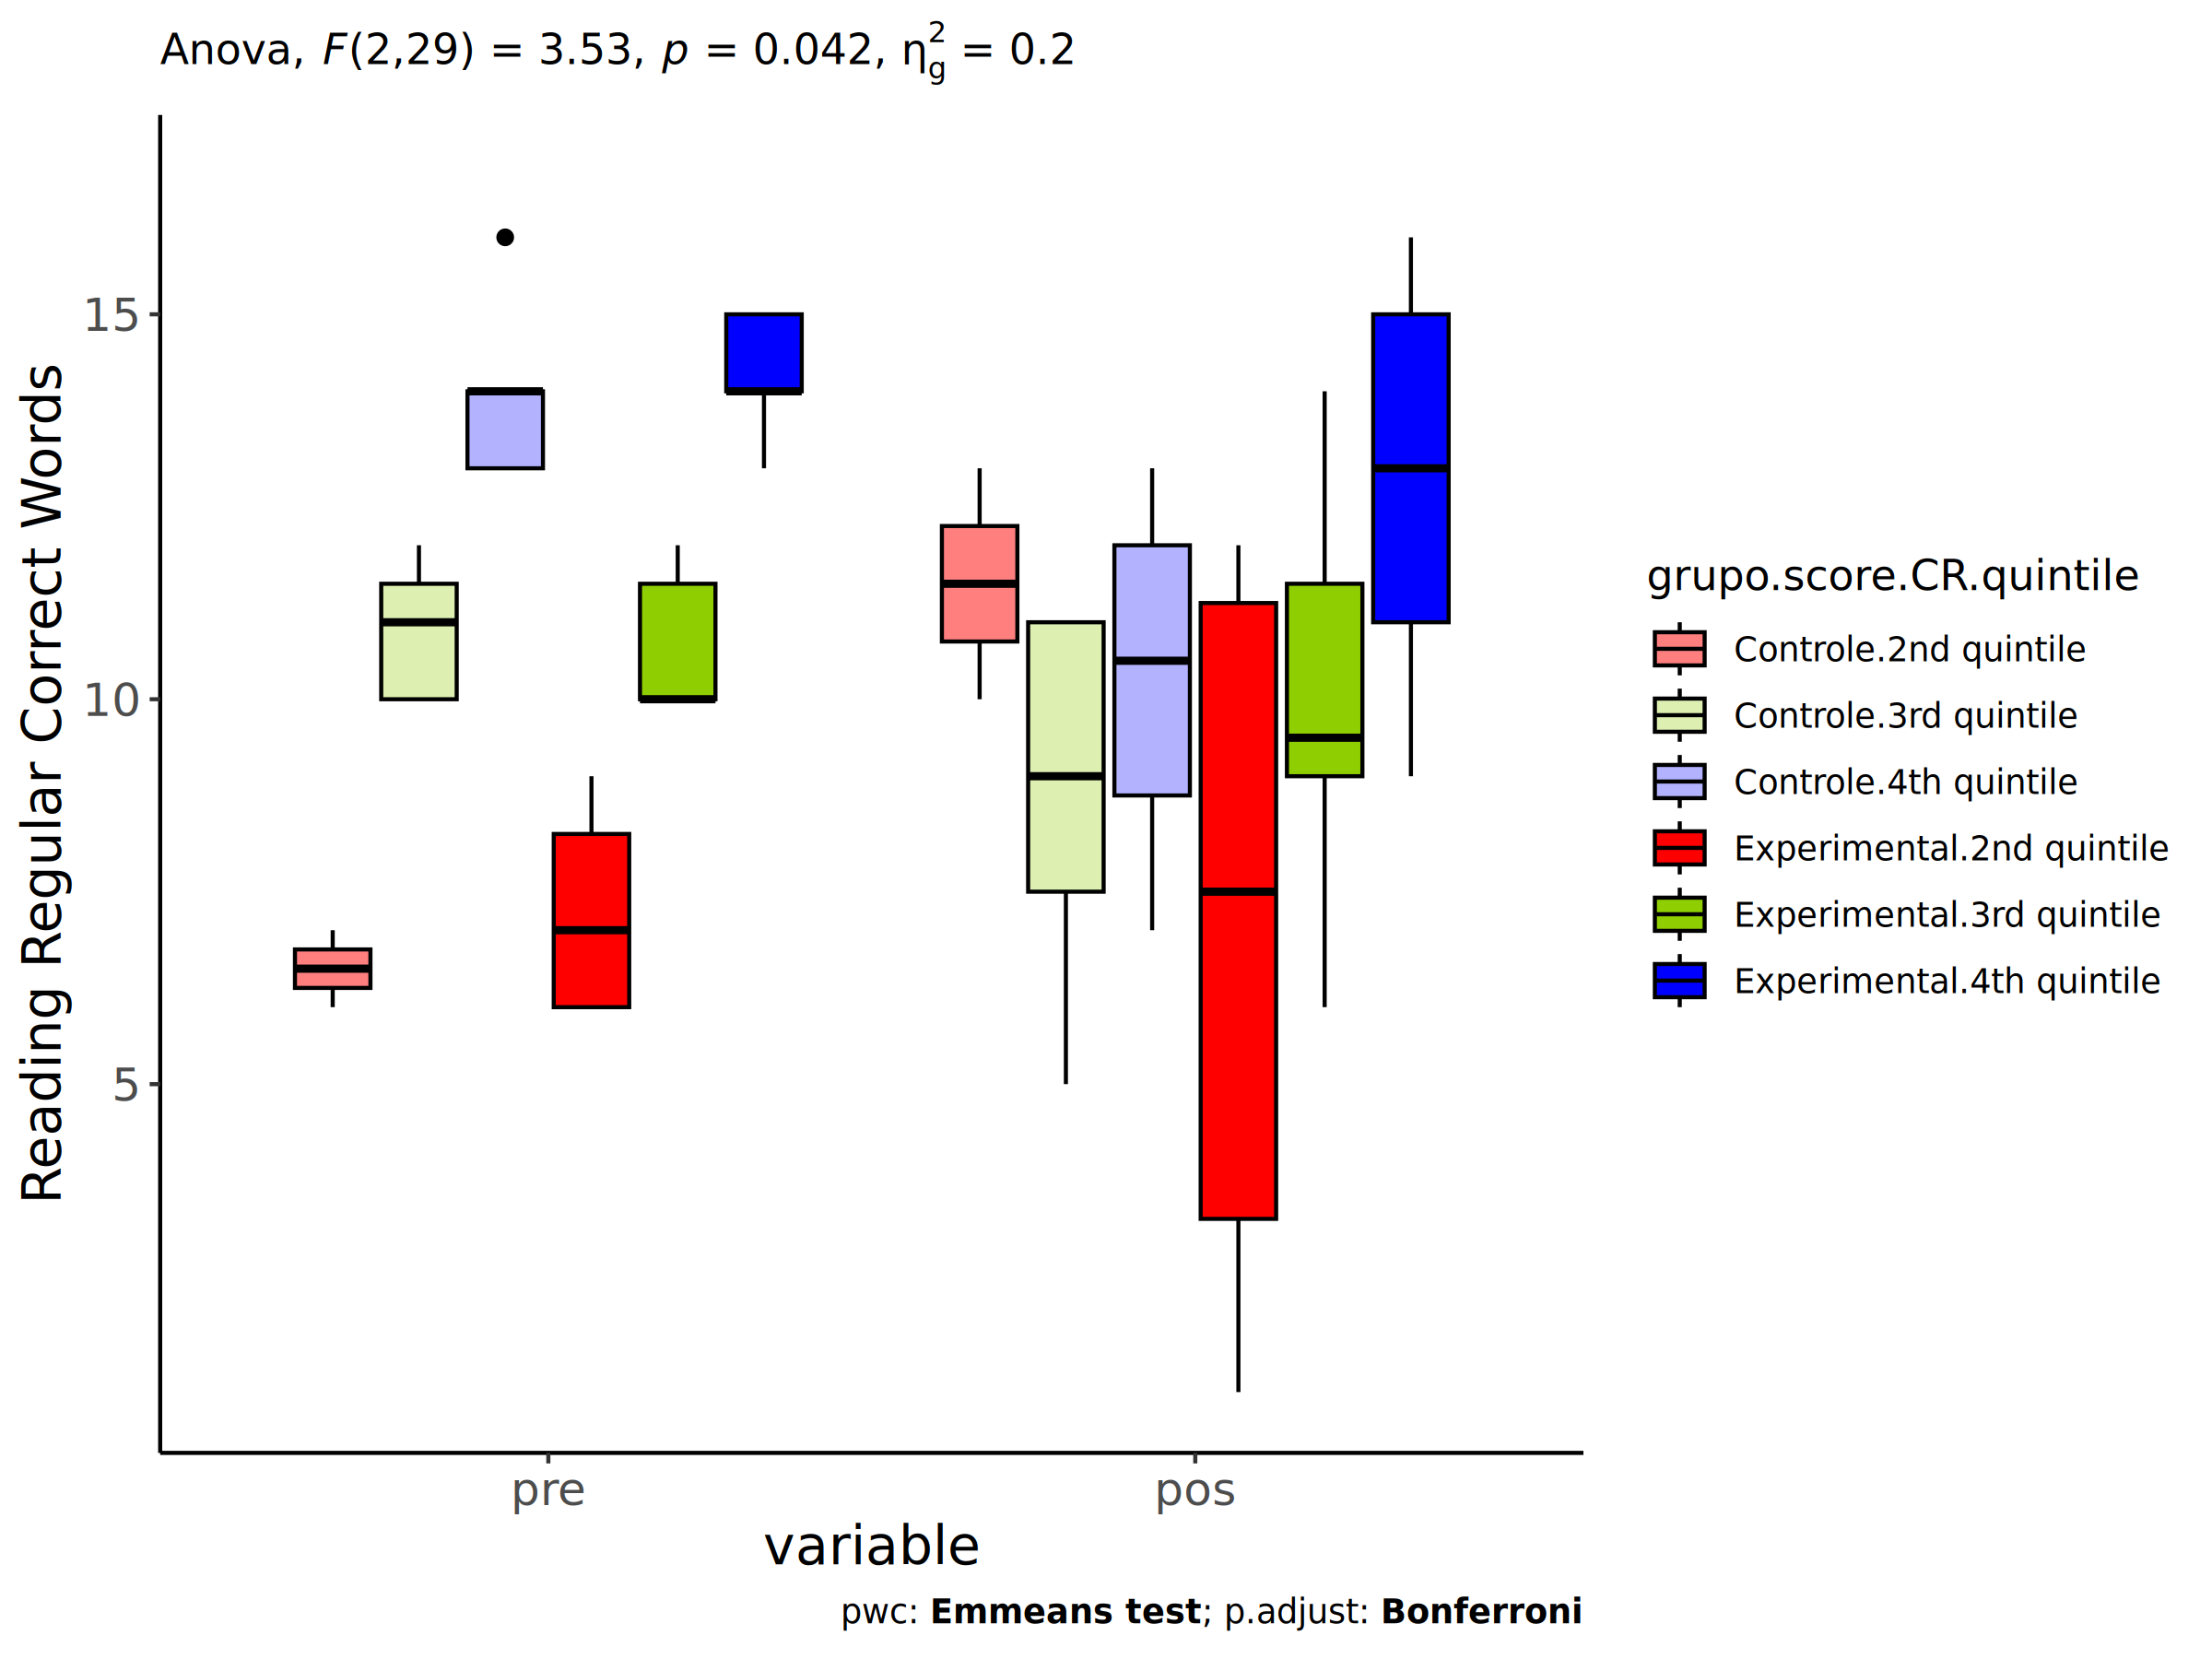 Anova, F(2,29) = 3.53, p = 0.042, η²g = 0.2
Reading Regular Correct Words
15
10
5
pre
pos
variable
pwc: Emmeans test; p.adjust: Bonferroni
grupo.score.CR.quintile
Controle.2nd quintile
Controle.3rd quintile
Controle.4th quintile
Experimental.2nd quintile
Experimental.3rd quintile
Experimental.4th quintile